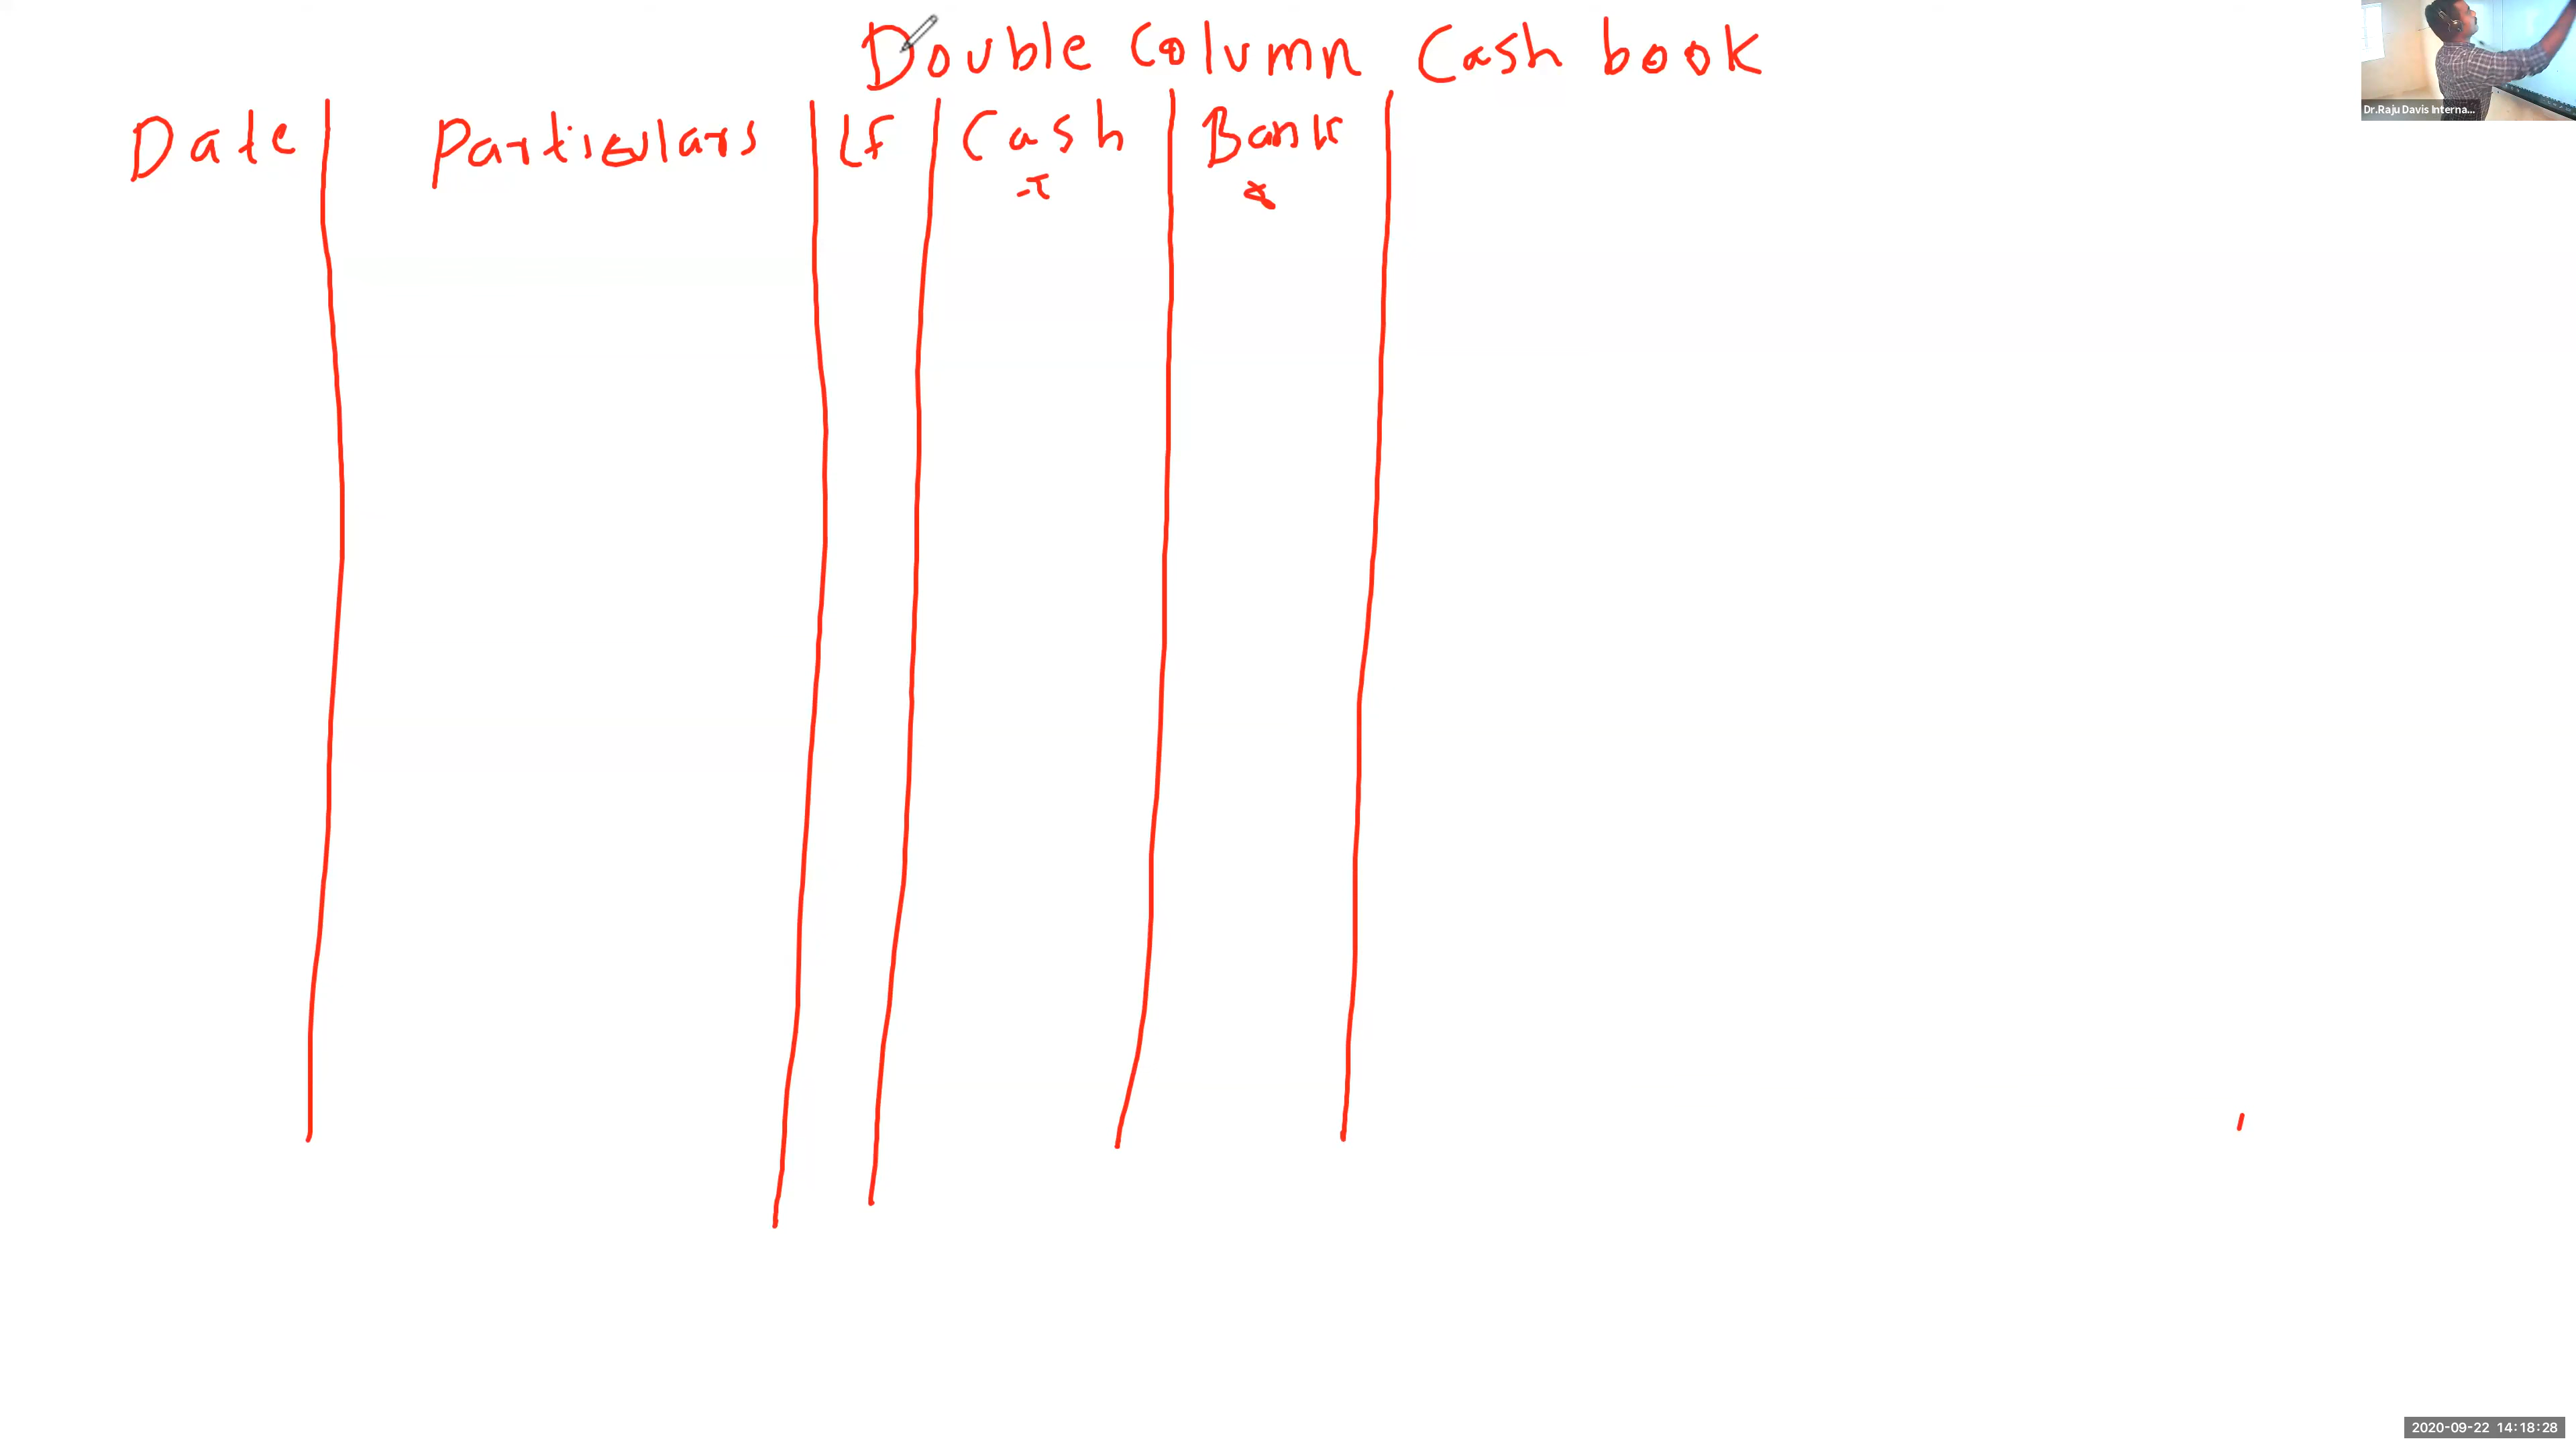 Double Column Cash book
Date Particulars LF Cash Bank
Dr.Raju Davis Interna...
2020-09-22 14:18:28